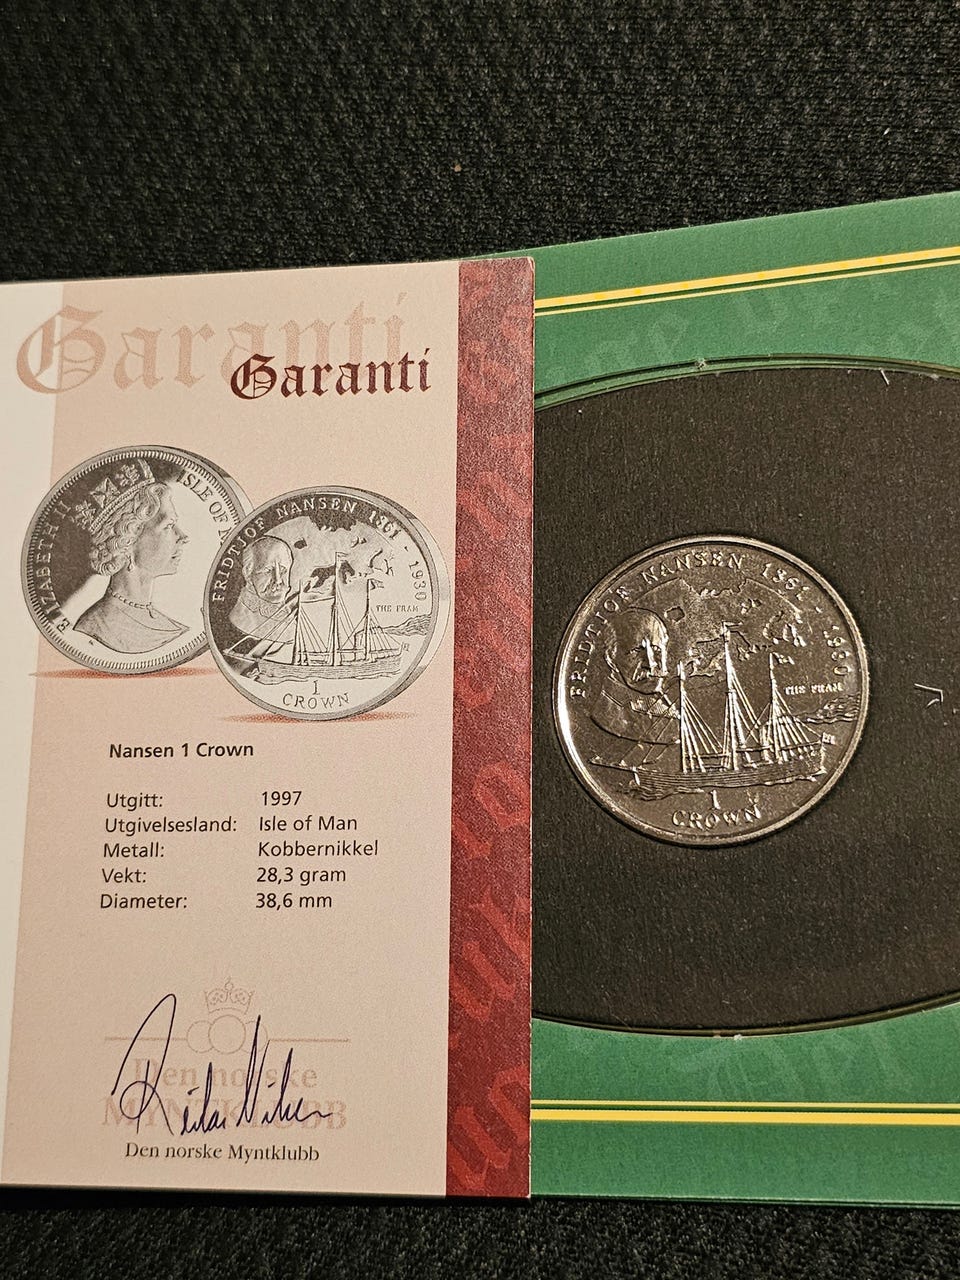 Garanti
Garanti
ELIZABETH II
ISLE OF
FRIDTJOF NANSEN 1861 - 1930
THE FRAM
1
CROWN
Nansen 1 Crown
Utgitt: 1997
Utgivelsesland: Isle of Man
Metall: Kobbernikkel
Vekt: 28,3 gram
Diameter: 38,6 mm
Den norske
MYNTKLUBB
Den norske Myntklubb
FRIDTJOF NANSEN 1861 - 1930
THE FRAM
1
CROWN